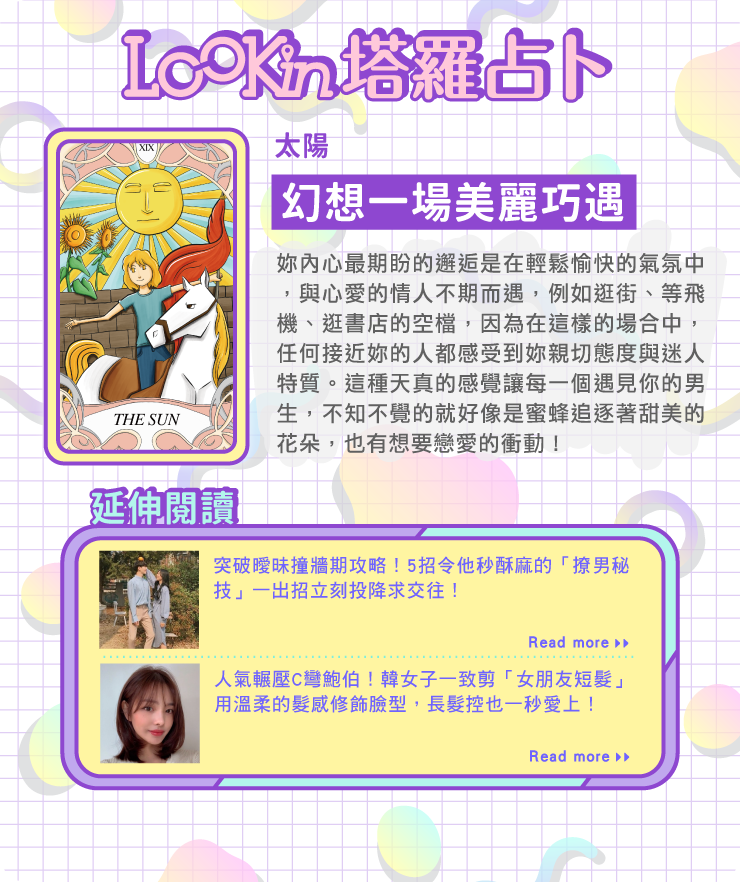 LOOKin塔羅占卜
XIX
THE SUN
太陽
幻想一場美麗巧遇
妳內心最期盼的邂逅是在輕鬆愉快的氣氛中
，與心愛的情人不期而遇，例如逛街、等飛
機、逛書店的空檔，因為在這樣的場合中，
任何接近妳的人都感受到妳親切態度與迷人
特質。這種天真的感覺讓每一個遇見你的男
生，不知不覺的就好像是蜜蜂追逐著甜美的
花朵，也有想要戀愛的衝動！
延伸閱讀
突破曖昧撞牆期攻略！5招令他秒酥麻的「撩男秘
技」一出招立刻投降求交往！
Read more
人氣輾壓C彎鮑伯！韓女子一致剪「女朋友短髮」
用溫柔的髮感修飾臉型，長髮控也一秒愛上！
Read more